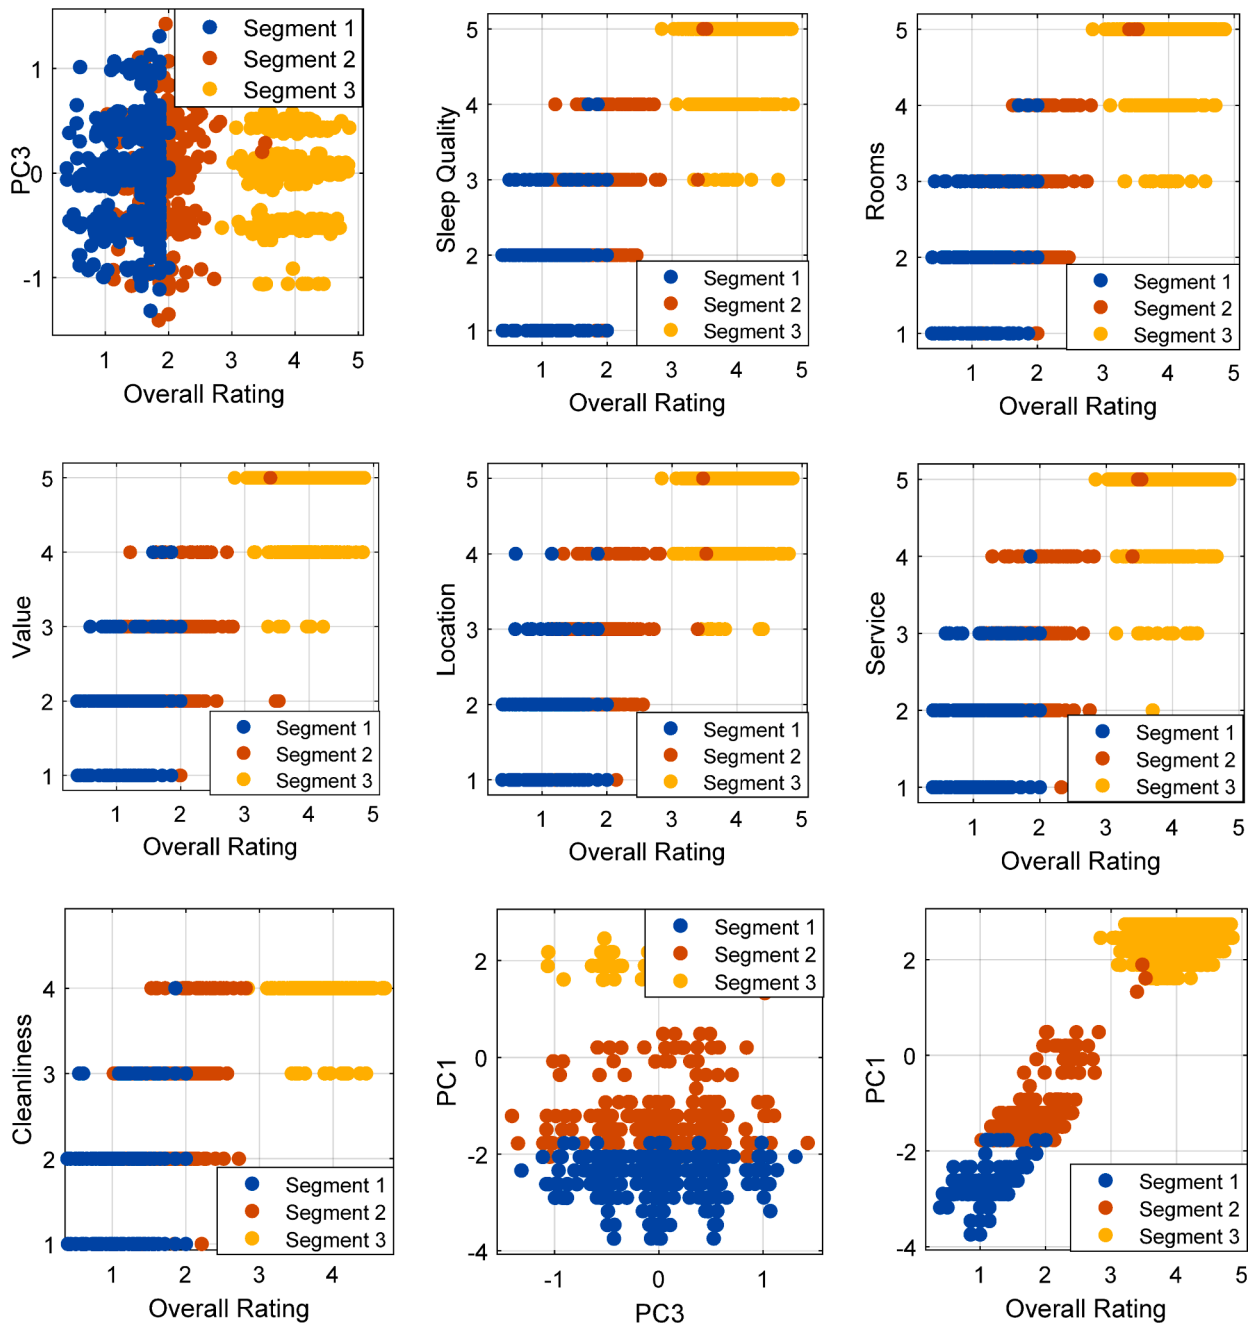 PC3
1
0
-1
1 2 3 4 5
Overall Rating
Segment 1
Segment 2
Segment 3
Sleep Quality
5
4
3
2
1
1 2 3 4 5
Overall Rating
Segment 1
Segment 2
Segment 3
Rooms
5
4
3
2
1
1 2 3 4 5
Overall Rating
Segment 1
Segment 2
Segment 3
Value
5
4
3
2
1
1 2 3 4 5
Overall Rating
Segment 1
Segment 2
Segment 3
Location
5
4
3
2
1
1 2 3 4 5
Overall Rating
Segment 1
Segment 2
Segment 3
Service
5
4
3
2
1
1 2 3 4 5
Overall Rating
Segment 1
Segment 2
Segment 3
Cleanliness
4
3
2
1
1 2 3 4
Overall Rating
Segment 1
Segment 2
Segment 3
PC1
2
0
-2
-4
-1 0 1
PC3
Segment 1
Segment 2
Segment 3
PC1
2
0
-2
-4
1 2 3 4 5
Overall Rating
Segment 1
Segment 2
Segment 3